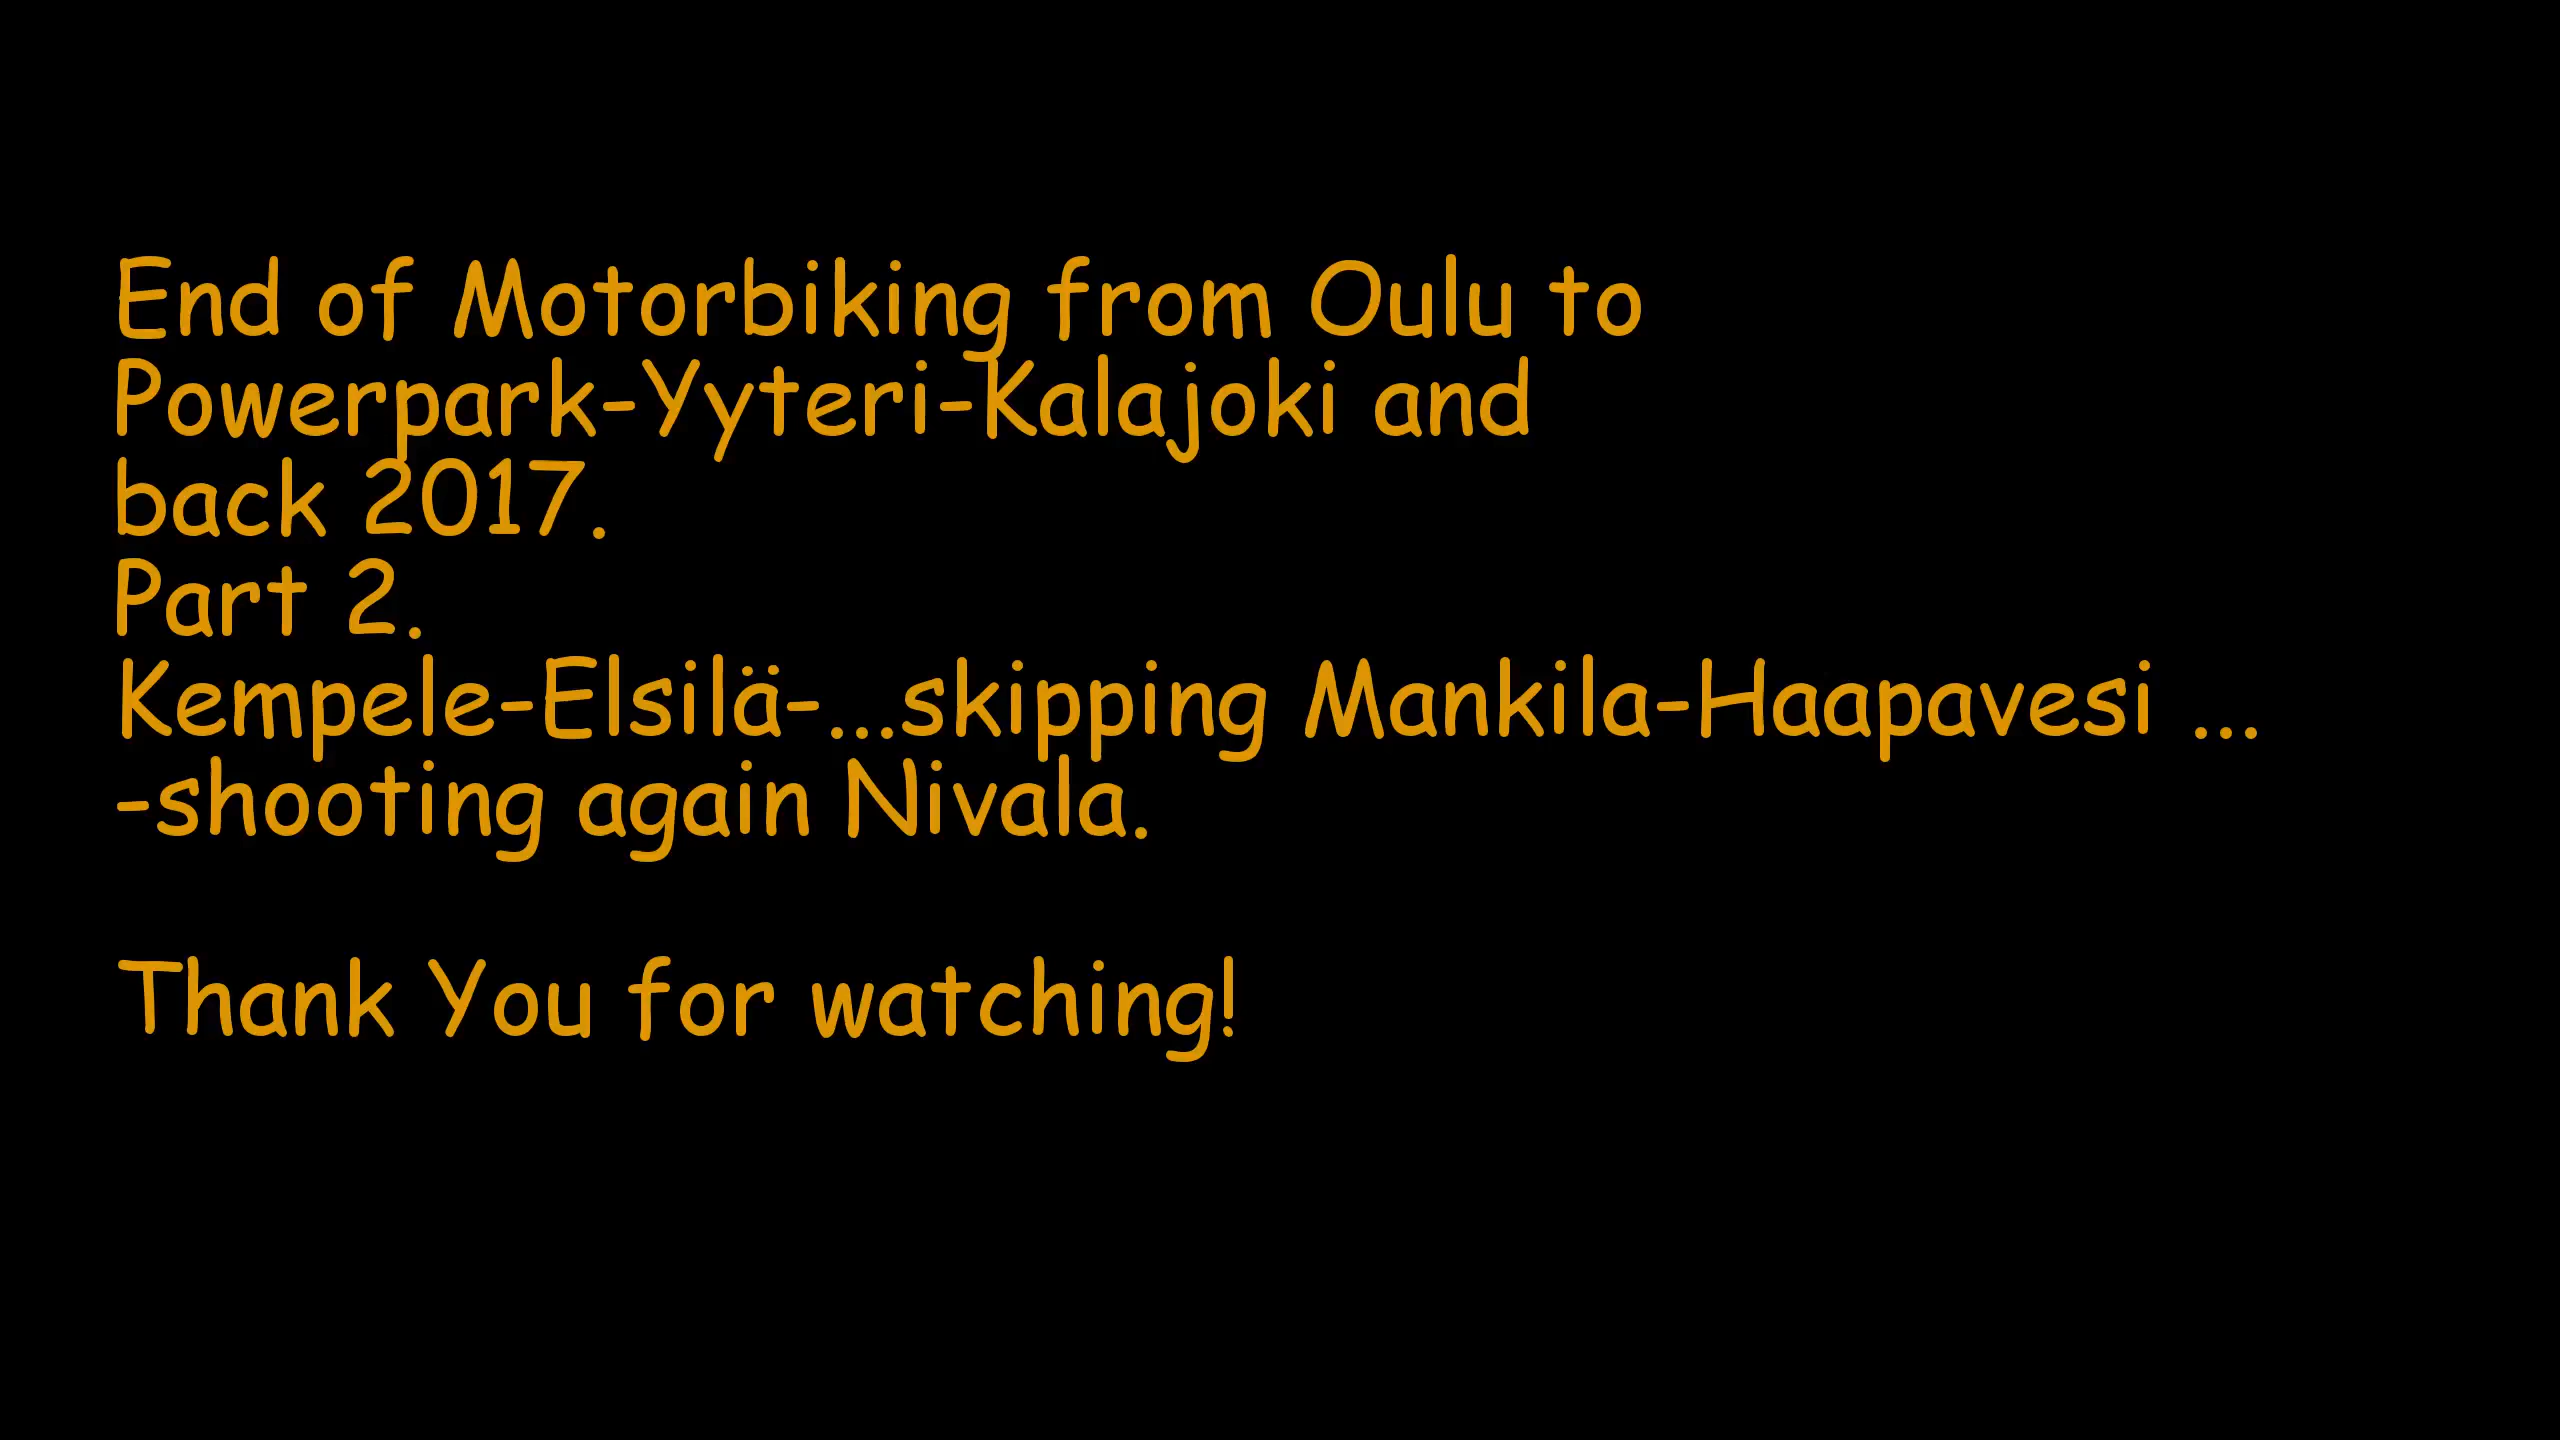 End of Motorbiking from Oulu to
Powerpark-Yyteri-Kalajoki and
back 2017.
Part 2.
Kempele-Elsilä-...skipping Mankila-Haapavesi ...
-shooting again Nivala.
Thank You for watching!